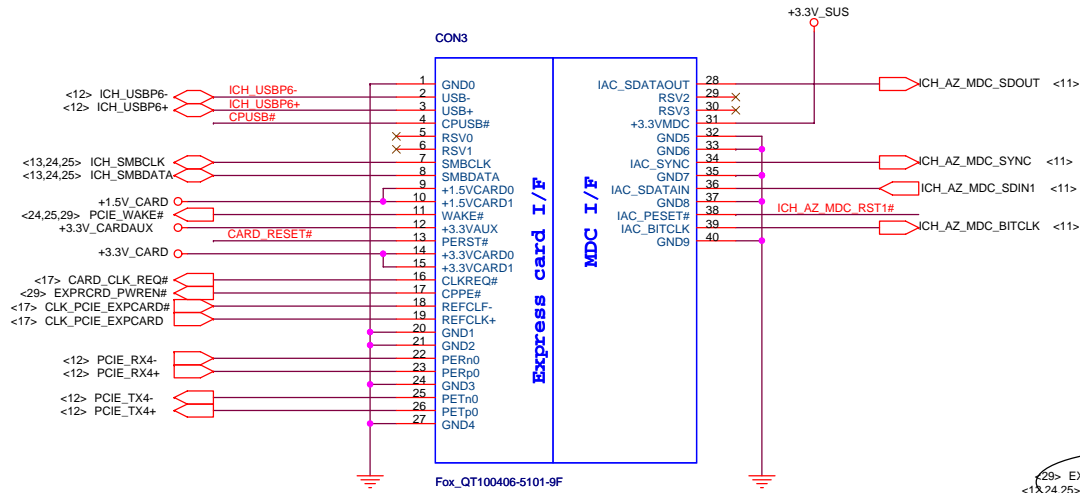 +3.3V_SUS
CON3
1 GND0
<12> ICH_USBP6- ICH_USBP6- 2 USB-
<12> ICH_USBP6+ ICH_USBP6+ 3 USB+
CPUSB# 4 CPUSB#
5 RSV0
6 RSV1
<13,24,25> ICH_SMBCLK 7 SMBCLK
<13,24,25> ICH_SMBDATA 8 SMBDATA
9 +1.5VCARD0
+1.5V_CARD 10 +1.5VCARD1
<24,25,29> PCIE_WAKE# 11 WAKE#
+3.3V_CARDAUX 12 +3.3VAUX
CARD_RESET# 13 PERST#
+3.3V_CARD 14 +3.3VCARD0
15 +3.3VCARD1
<17> CARD_CLK_REQ# 16 CLKREQ#
<29> EXPRCRD_PWREN# 17 CPPE#
<17> CLK_PCIE_EXPCARD# 18 REFCLF-
<17> CLK_PCIE_EXPCARD 19 REFCLK+
20 GND1
21 GND2
<12> PCIE_RX4- 22 PERn0
<12> PCIE_RX4+ 23 PERp0
24 GND3
<12> PCIE_TX4- 25 PETn0
<12> PCIE_TX4+ 26 PETp0
27 GND4
Express card I/F
MDC I/F
IAC_SDATAOUT 28 ICH_AZ_MDC_SDOUT <11>
RSV2 29
RSV3 30
+3.3VMDC 31
GND5 32
GND6 33
IAC_SYNC 34 ICH_AZ_MDC_SYNC <11>
GND7 35
IAC_SDATAIN 36 ICH_AZ_MDC_SDIN1 <11>
GND8 37
IAC_PESET# 38 ICH_AZ_MDC_RST1#
IAC_BITCLK 39 ICH_AZ_MDC_BITCLK <11>
GND9 40
Fox_QT100406-5101-9F
<29> EX
<12,24,25>